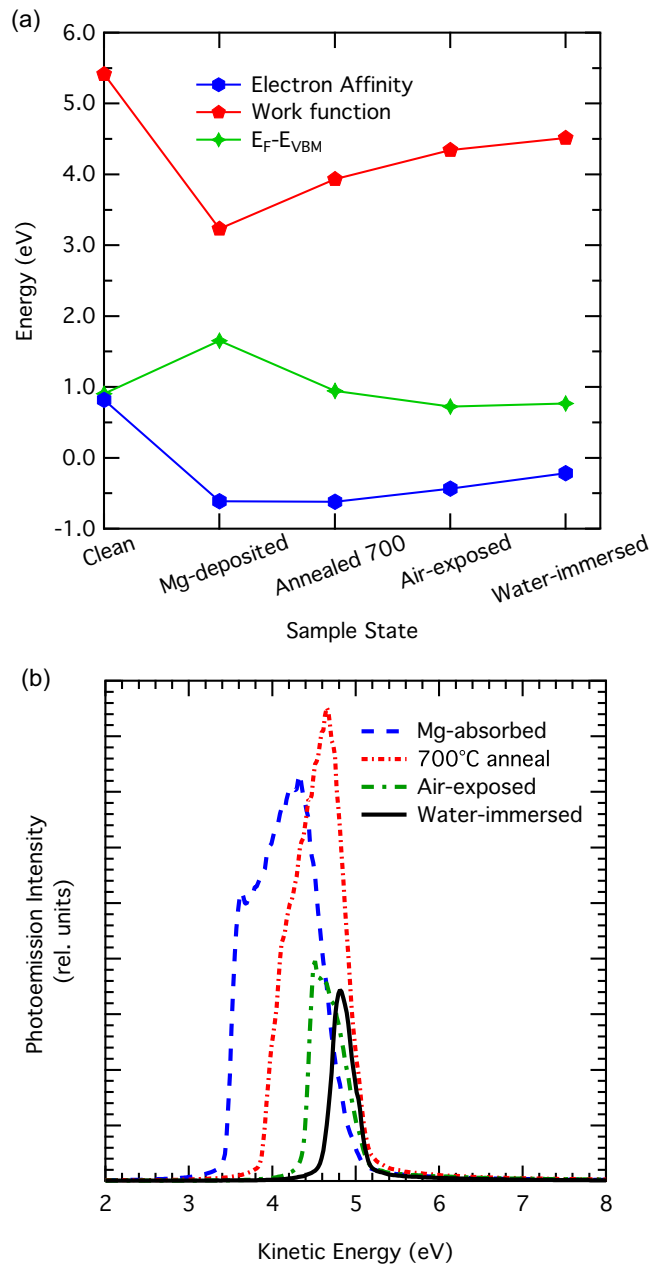 (a)
6.0
5.0
4.0
3.0
2.0
1.0
0.0
-1.0
Energy (eV)
Electron Affinity
Work function
E_F-E_VBM
Clean
Mg-deposited
Annealed 700
Air-exposed
Water-immersed
Sample State
(b)
Photoemission Intensity
(rel. units)
Mg-absorbed
700°C anneal
Air-exposed
Water-immersed
2 3 4 5 6 7 8
Kinetic Energy (eV)